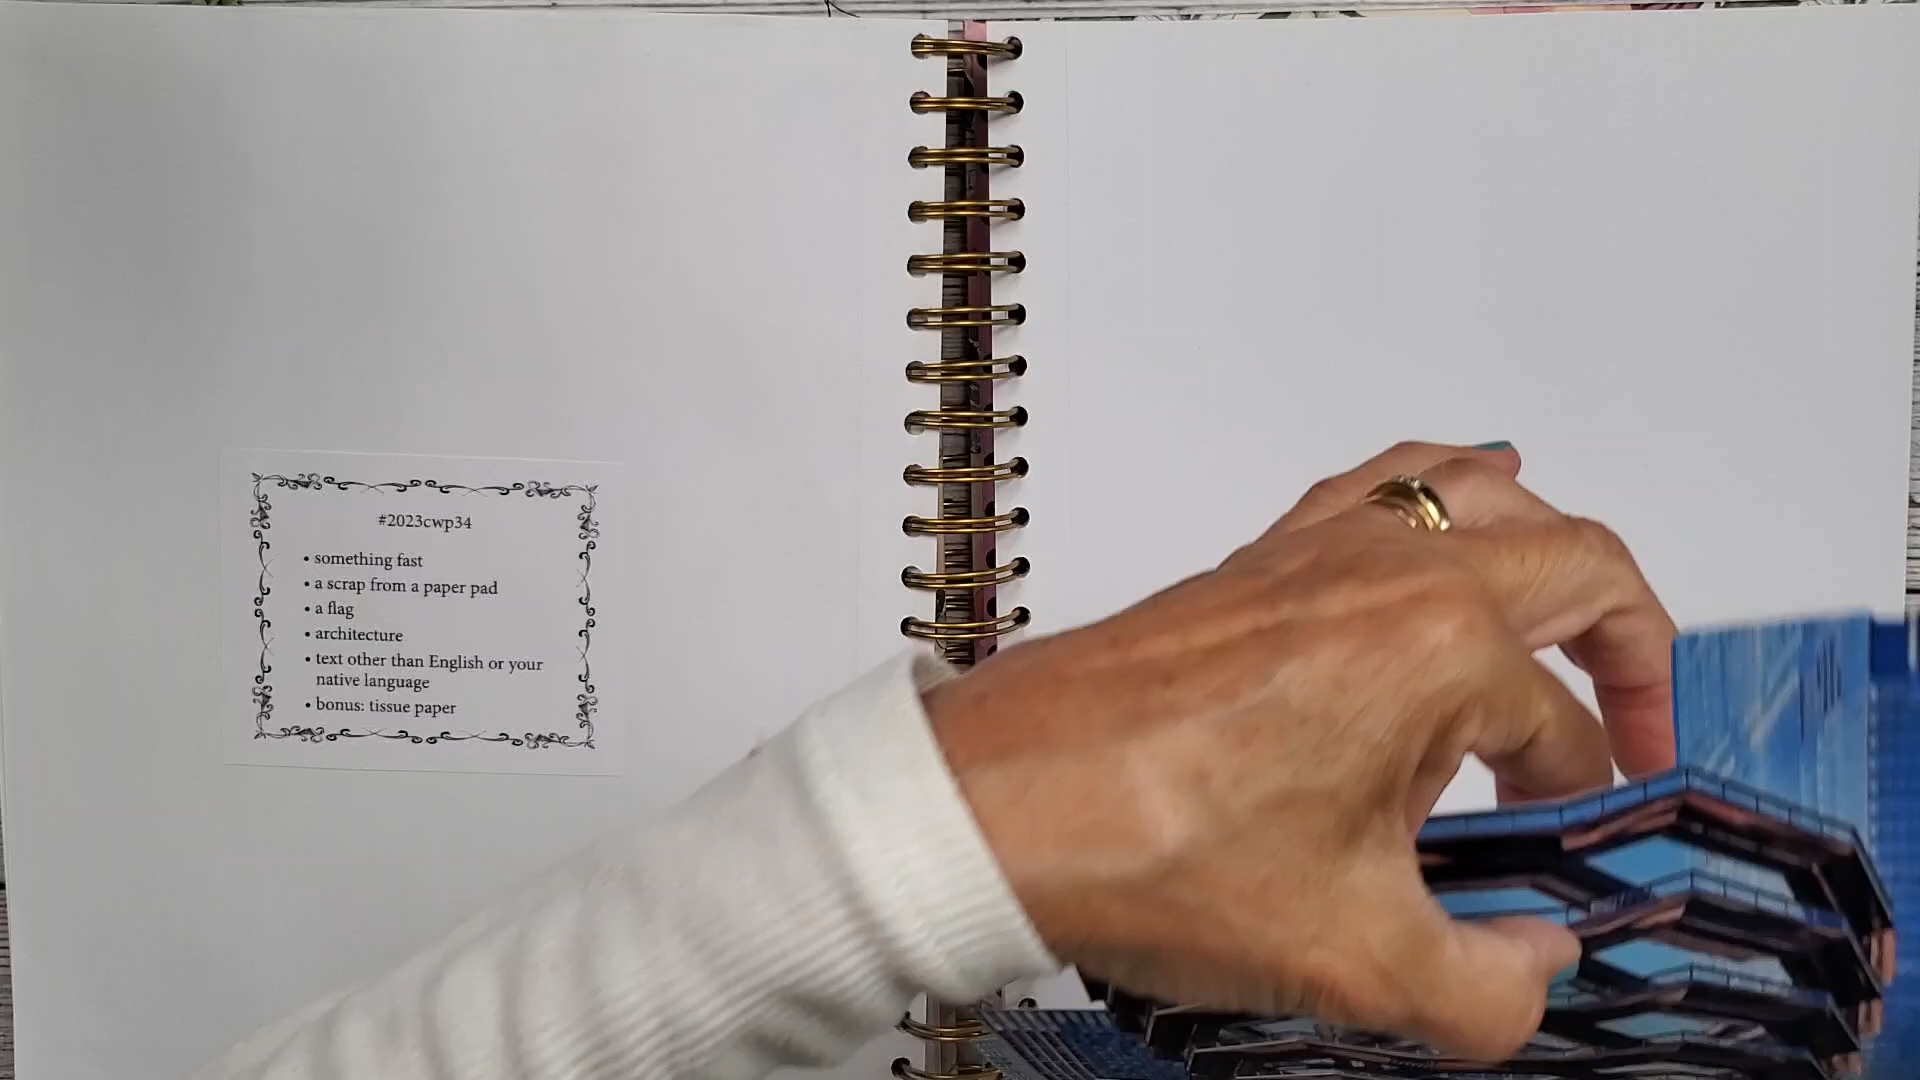 #2023cwp34
• something fast
• a scrap from a paper pad
• a flag
• architecture
• text other than English or your
native language
• bonus: tissue paper